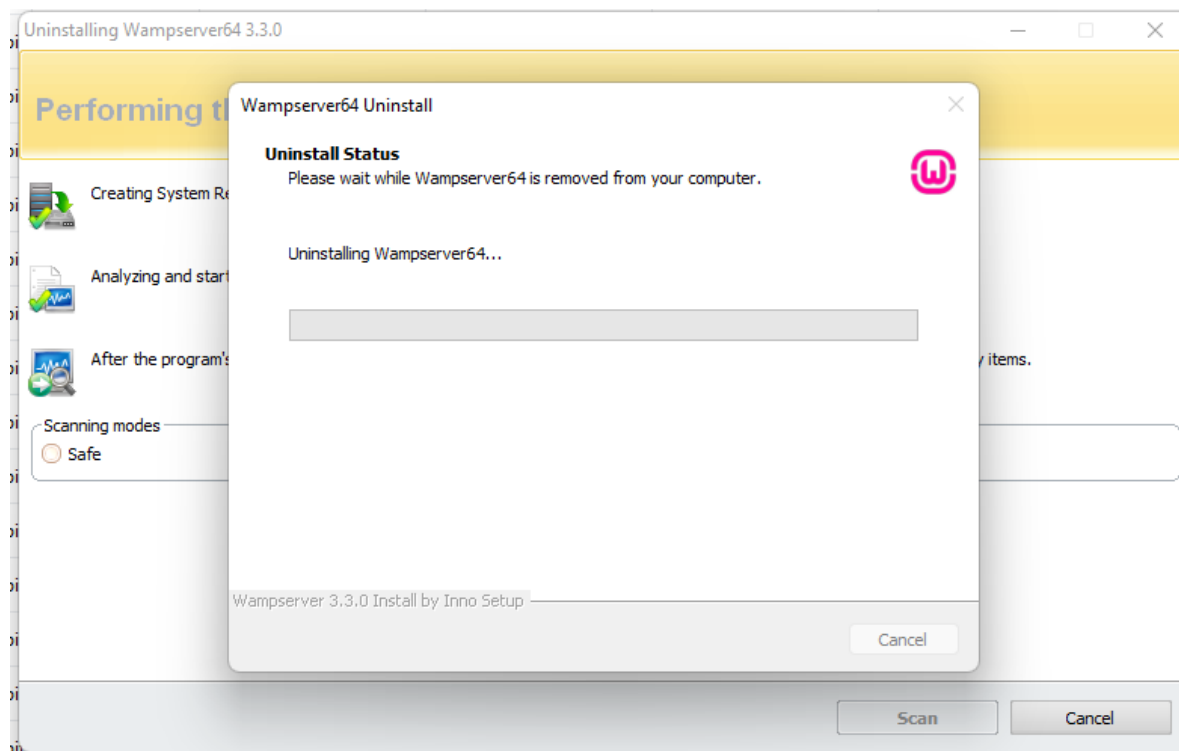 Uninstalling Wampserver64 3.3.0
Performing t
Wampserver64 Uninstall
Uninstall Status
Please wait while Wampserver64 is removed from your computer.
Creating System Re
Uninstalling Wampserver64...
Analyzing and start
After the program's
y items.
Scanning modes
Safe
Wampserver 3.3.0 Install by Inno Setup
Cancel
Scan
Cancel